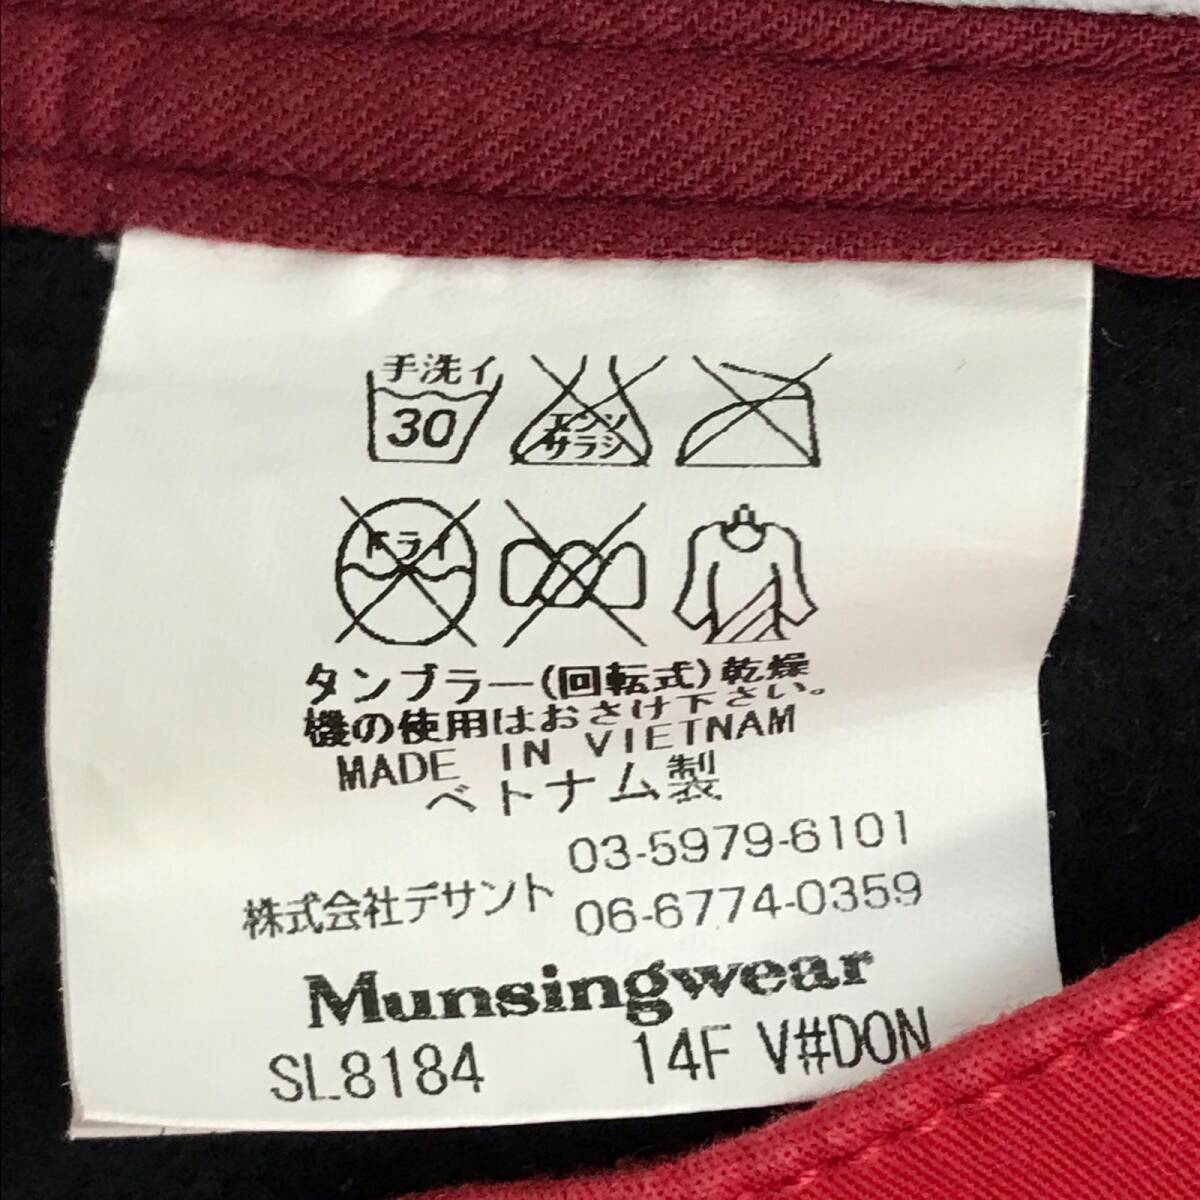 手洗イ
30
エンソ
サラシ
ドライ
タンブラー(回転式)乾燥
機の使用はおさけ下さい。
MADE IN VIETNAM
ベトナム製
03-5979-6101
株式会社デサント
06-6774-0359
Munsingwear
SL8184 14F V#DON